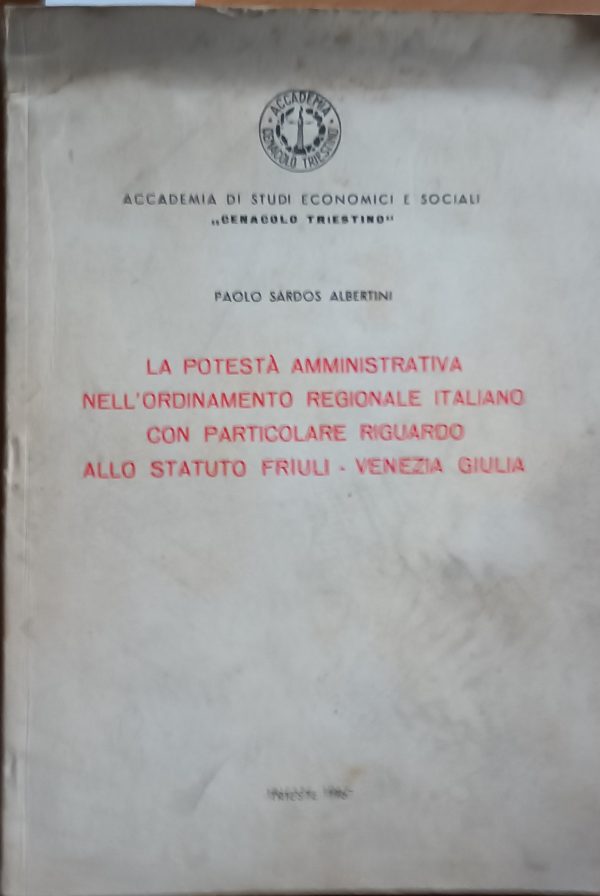 ACCADEMIA
CENACOLO TRIESTINO
ACCADEMIA DI STUDI ECONOMICI E SOCIALI
„CENACOLO TRIESTINO"
PAOLO SARDOS ALBERTINI
LA POTESTÀ AMMINISTRATIVA
NELL'ORDINAMENTO REGIONALE ITALIANO
CON PARTICOLARE RIGUARDO
ALLO STATUTO FRIULI - VENEZIA GIULIA
TRIESTE